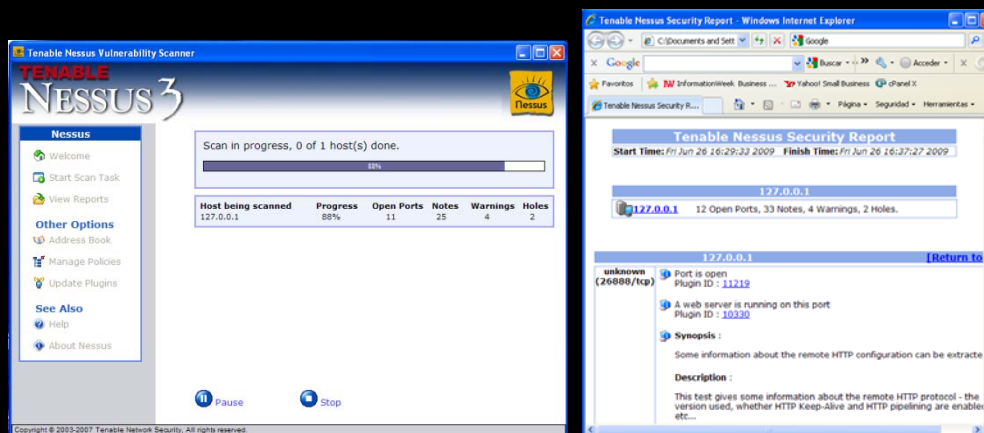 Tenable Nessus Vulnerability Scanner
TENABLE
NESSUS 3
Nessus
Nessus
Welcome
Start Scan Task
View Reports
Other Options
Address Book
Manage Policies
Update Plugins
See Also
Help
About Nessus
Scan in progress, 0 of 1 host(s) done.
88%
Host being scanned Progress Open Ports Notes Warnings Holes
127.0.0.1 88% 11 25 4 2
Pause Stop
Copyright © 2003-2007 Tenable Network Security, All rights reserved.
Tenable Nessus Security Report - Windows Internet Explorer
C:\Documents and Sett Google
Google Buscar Acceder
Favoritos InformationWeek Business ... Yahoo! Small Business cPanel X
Tenable Nessus Security R... Página Seguridad Herramientas
Tenable Nessus Security Report
Start Time: Fri Jun 26 16:29:33 2009 Finish Time: Fri Jun 26 16:37:27 2009
127.0.0.1
127.0.0.1 12 Open Ports, 33 Notes, 4 Warnings, 2 Holes.
127.0.0.1 [Return to
unknown (26888/tcp)
Port is open
Plugin ID : 11219
A web server is running on this port
Plugin ID : 10330
Synopsis :
Some information about the remote HTTP configuration can be extracte
Description :
This test gives some information about the remote HTTP protocol - the
version used, whether HTTP Keep-Alive and HTTP pipelining are enabled
etc...